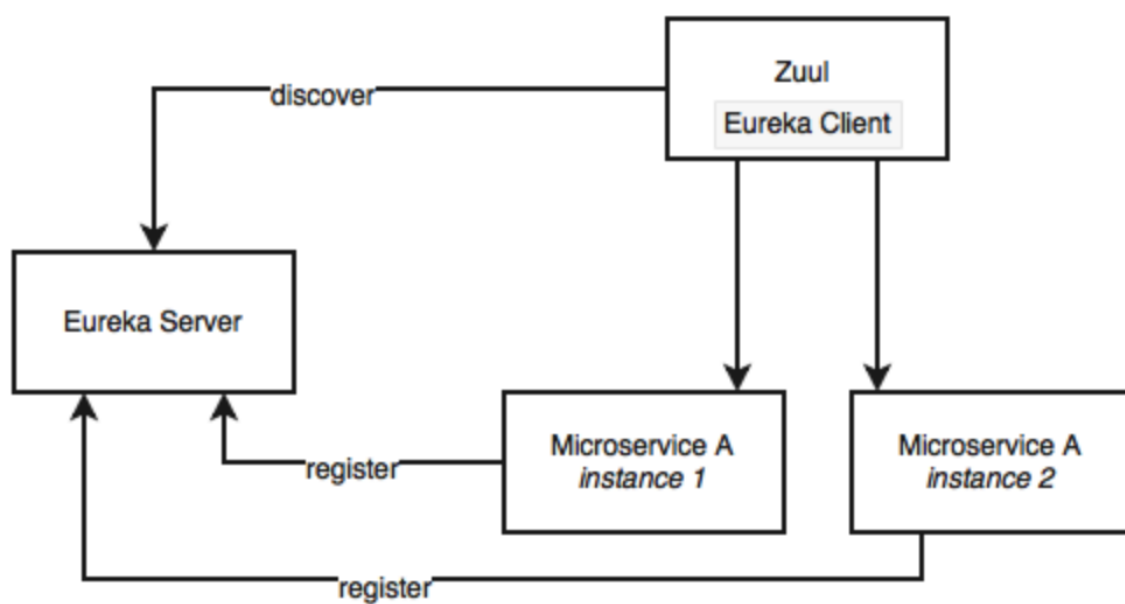 Zuul
Eureka Client
discover
Eureka Server
Microservice A
instance 1
Microservice A
instance 2
register
register